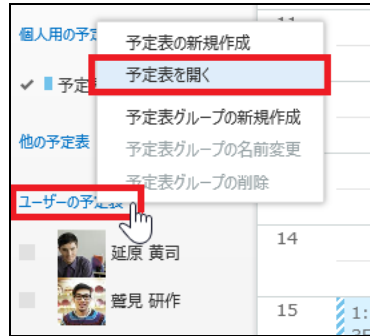 個人用の予定
予定表の新規作成
予定表を開く
予定
予定表グループの新規作成
他の予定表
予定表グループの名前変更
予定表グループの削除
ユーザーの予定表
延原 黄司
14
鷲見 研作
15
1: